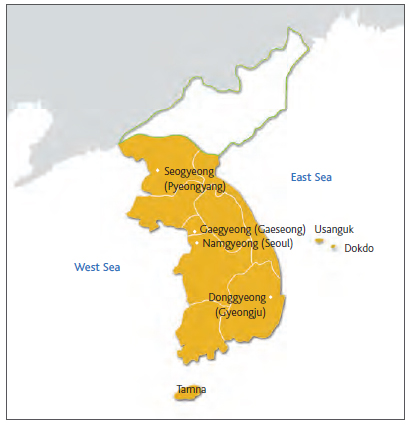 Seogyeong
(Pyeongyang)
East Sea
Gaegyeong (Gaeseong)
Usanguk
Namgyeong (Seoul)
Dokdo
West Sea
Donggyeong
(Gyeongju)
Tamna